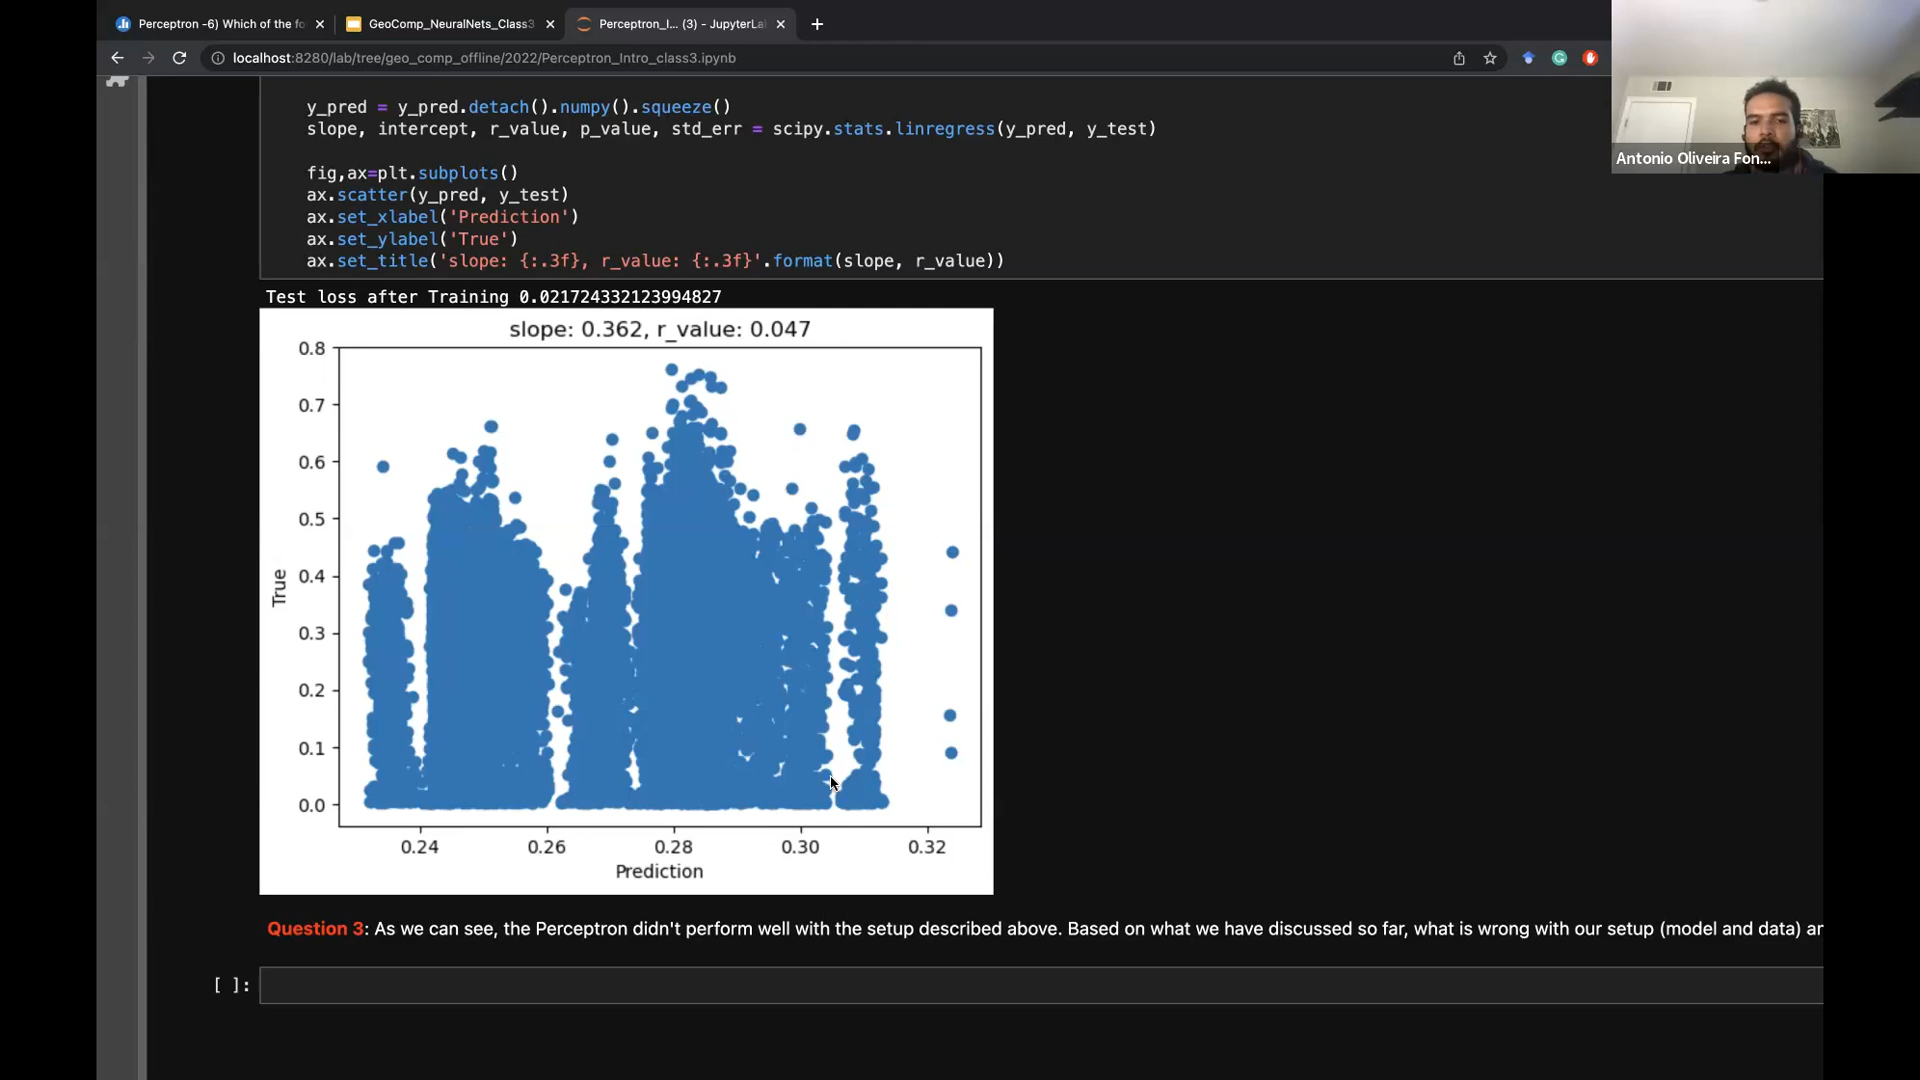 Perceptron -6) Which of the fo
GeoComp_NeuralNets_Class3
Perceptron_I... (3) - JupyterLa
localhost:8280/lab/tree/geo_comp_offline/2022/Perceptron_Intro_class3.ipynb
Antonio Oliveira Fon...
y_pred = y_pred.detach().numpy().squeeze()
slope, intercept, r_value, p_value, std_err = scipy.stats.linregress(y_pred, y_test)
fig,ax=plt.subplots()
ax.scatter(y_pred, y_test)
ax.set_xlabel('Prediction')
ax.set_ylabel('True')
ax.set_title('slope: {:.3f}, r_value: {:.3f}'.format(slope, r_value))
Test loss after Training 0.021724332123994827
slope: 0.362, r_value: 0.047
0.8
0.7
0.6
0.5
0.4
0.3
0.2
0.1
0.0
True
0.24 0.26 0.28 0.30 0.32
Prediction
Question 3: As we can see, the Perceptron didn't perform well with the setup described above. Based on what we have discussed so far, what is wrong with our setup (model and data) ar
[ ]: